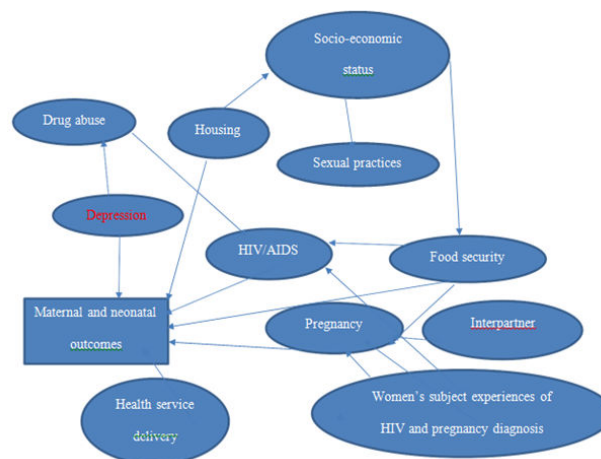 Socio-economic
status
Drug abuse
Housing
Sexual practices
Depression
HIV/AIDS
Food security
Maternal and neonatal
outcomes
Pregnancy
Interpartner
Health service
delivery
Women's subject experiences of
HIV and pregnancy diagnosis